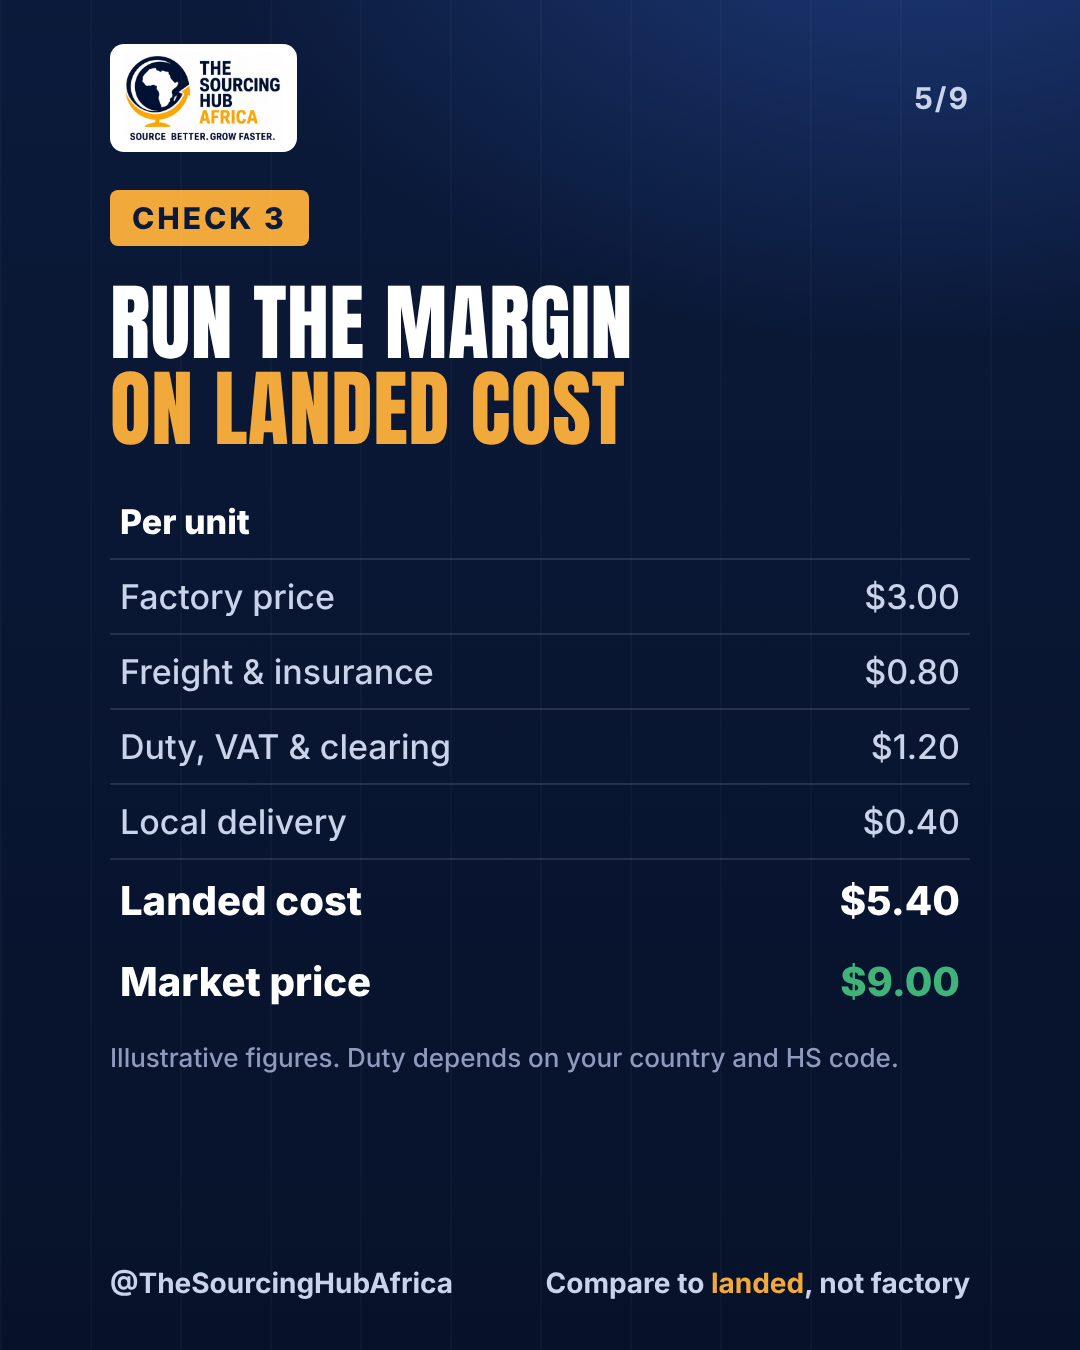 THE
SOURCING
HUB
AFRICA
SOURCE BETTER. GROW FASTER.
5/9
CHECK 3
RUN THE MARGIN
ON LANDED COST
Per unit
Factory price $3.00
Freight & insurance $0.80
Duty, VAT & clearing $1.20
Local delivery $0.40
Landed cost $5.40
Market price $9.00
Illustrative figures. Duty depends on your country and HS code.
@TheSourcingHubAfrica
Compare to landed, not factory